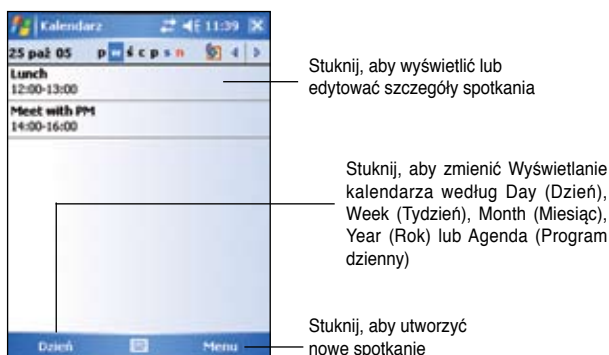 Kalendarz 11:39
25 paź 05 p w ś c p s n
Lunch
12:00-13:00
Meet with PM
14:00-16:00
Dzień Menu
Stuknij, aby wyświetlić lub
edytować szczegóły spotkania
Stuknij, aby zmienić Wyświetlanie
kalendarza według Day (Dzień),
Week (Tydzień), Month (Miesiąc),
Year (Rok) lub Agenda (Program
dzienny)
Stuknij, aby utworzyć
nowe spotkanie